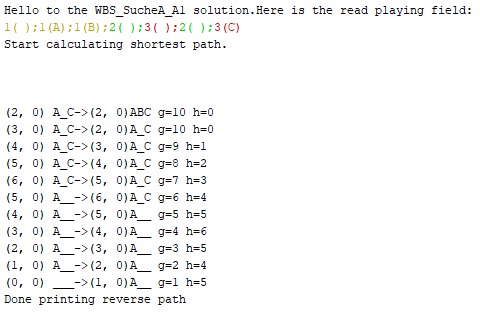 Hello to the WBS_SucheA_A1 solution.Here is the read playing field:
1( );1(A);1(B);2( );3( );2( );3(C)
Start calculating shortest path.
(2, 0) A_C->(2, 0)ABC g=10 h=0
(3, 0) A_C->(2, 0)A_C g=10 h=0
(4, 0) A_C->(3, 0)A_C g=9 h=1
(5, 0) A_C->(4, 0)A_C g=8 h=2
(6, 0) A_C->(5, 0)A_C g=7 h=3
(5, 0) A__->(6, 0)A_C g=6 h=4
(4, 0) A__->(5, 0)A__ g=5 h=5
(3, 0) A__->(4, 0)A__ g=4 h=6
(2, 0) A__->(3, 0)A__ g=3 h=5
(1, 0) A__->(2, 0)A__ g=2 h=4
(0, 0) ___->(1, 0)A__ g=1 h=5
Done printing reverse path